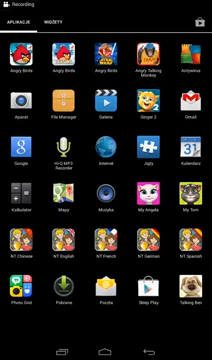 Recording
APLIKACJE
WIDŻETY
Angry Birds
Angry Birds
Angry Birds
Angry Talking Monkey
Antywirus
Aparat
File Manager
Galeria
Ginger 2
Gmail
Google
Hi-Q MP3 Recorder
Internet
Jigty
Kalendarz
Kalkulator
Mapy
Muzyka
My Angela
My Tom
NT Chinese
NT English
NT French
NT German
NT Spanish
Photo Grid
Pobrane
Poczta
Sklep Play
Talking Ben